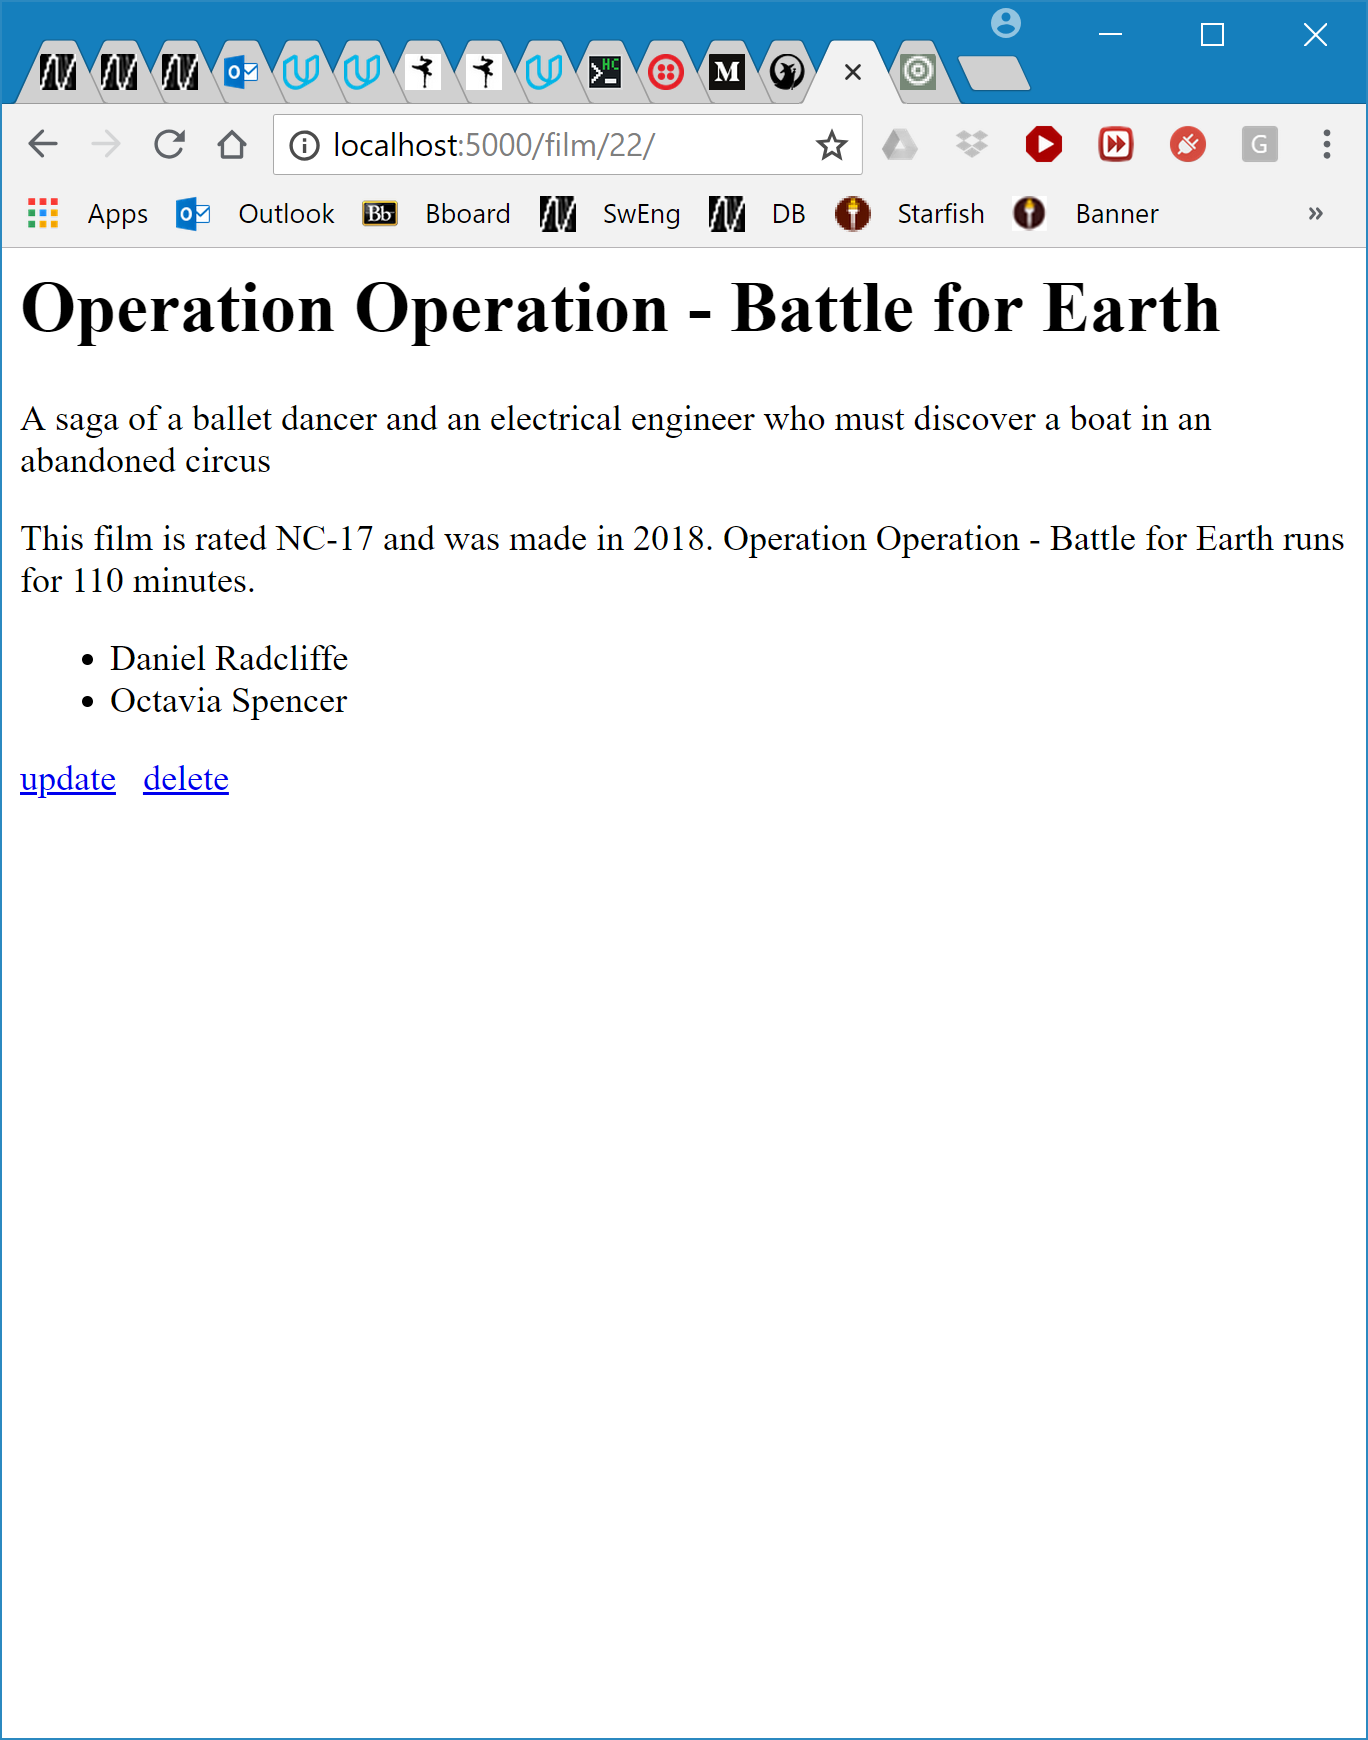 localhost:5000/film/22/
G
Apps Outlook Bb Bboard SwEng DB Starfish Banner »
Operation Operation - Battle for Earth
A saga of a ballet dancer and an electrical engineer who must discover a boat in an
abandoned circus
This film is rated NC-17 and was made in 2018. Operation Operation - Battle for Earth runs
for 110 minutes.
• Daniel Radcliffe
• Octavia Spencer
update delete